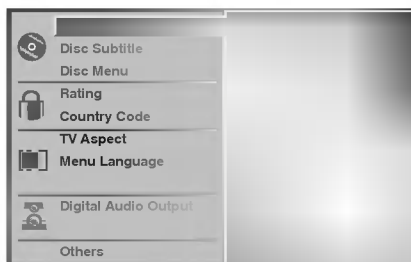 Disc Subtitle
Disc Menu
Rating
Country Code
TV Aspect
Menu Language
Digital Audio Output
Others